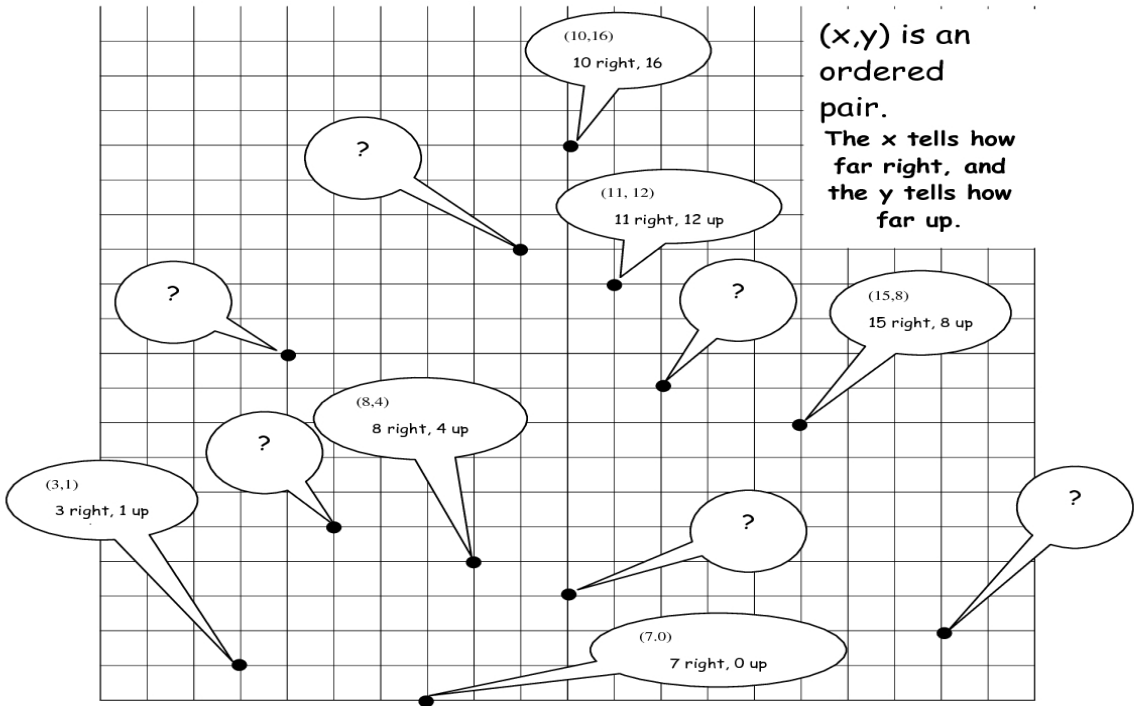 (10,16)
10 right, 16
(x,y) is an
ordered
pair.
The x tells how
far right, and
the y tells how
far up.
?
(11, 12)
11 right, 12 up
?
?
(15,8)
15 right, 8 up
(8,4)
8 right, 4 up
?
(3,1)
3 right, 1 up
?
?
(7,0)
7 right, 0 up